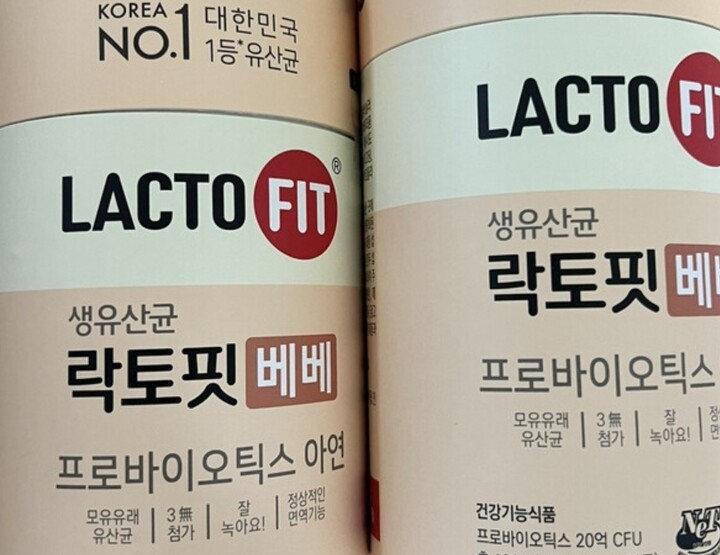 KOREA
NO.1
대한민국
1등*유산균
LACTO FIT®
생유산균
락토핏 베베
프로바이오틱스 아연
모유유래 유산균 | 3無 첨가 | 잘 녹아요! | 정상적인 면역기능
LACTO FIT
생유산균
락토핏 베
프로바이오틱스
모유유래 유산균 | 3無 첨가 | 잘 녹아요!
건강기능식품
프로바이오틱스 20억 CFU